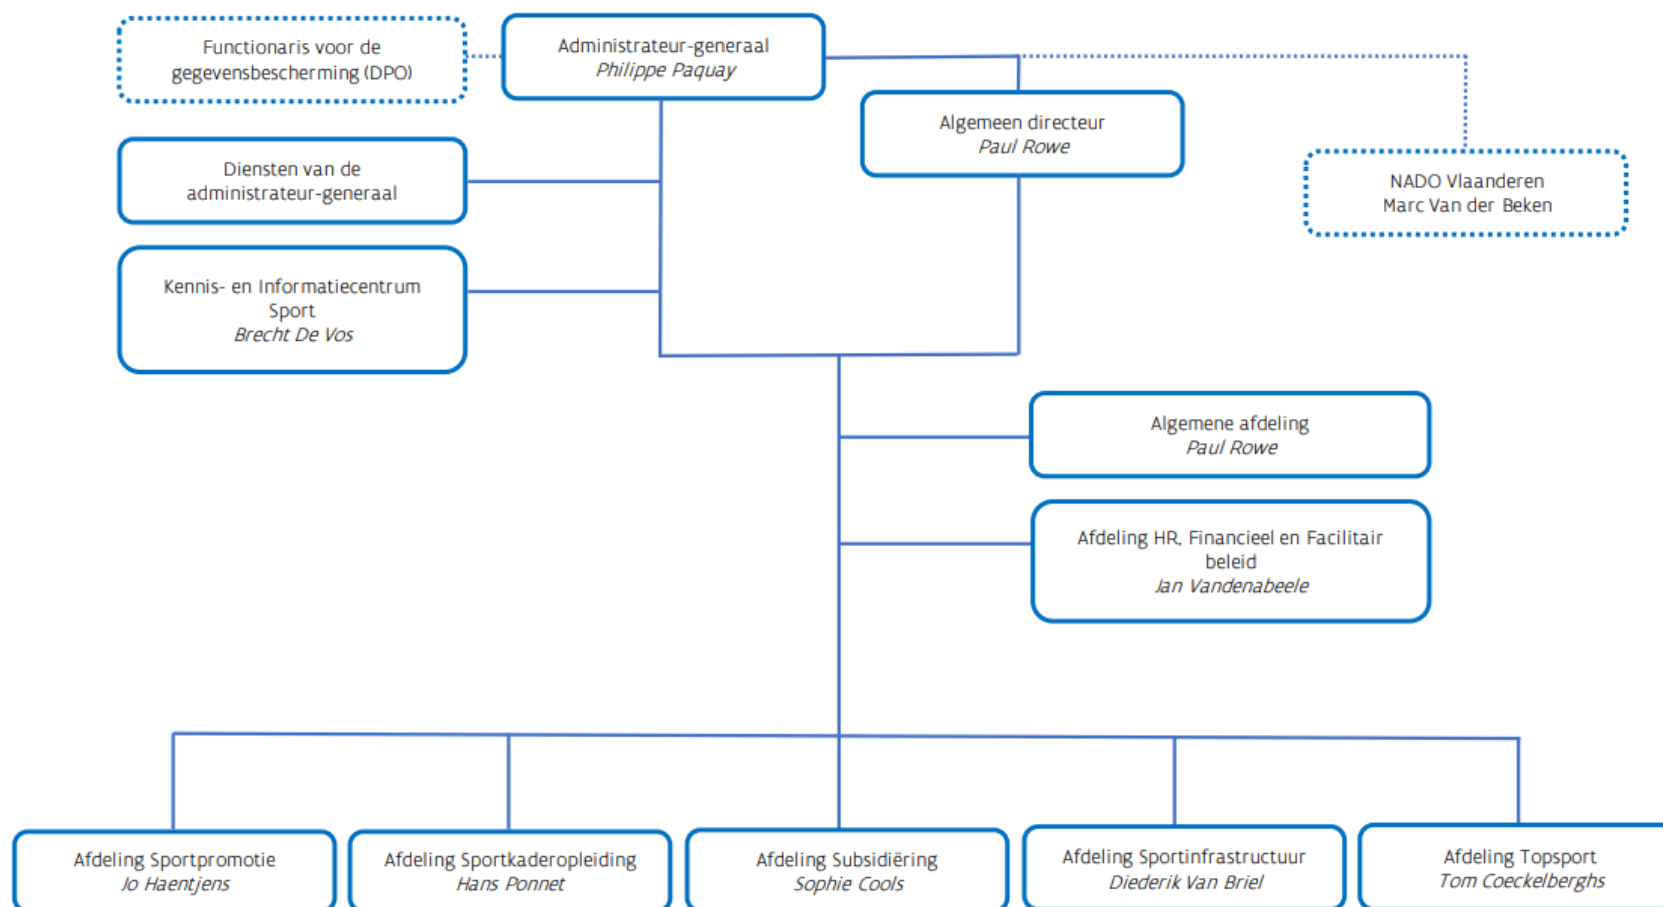 Functionaris voor de
gegevensbescherming (DPO)
Administrateur-generaal
Philippe Paquay
Algemeen directeur
Paul Rowe
Diensten van de
administrateur-generaal
NADO Vlaanderen
Marc Van der Beken
Kennis- en Informatiecentrum
Sport
Brecht De Vos
Algemene afdeling
Paul Rowe
Afdeling HR, Financieel en Facilitair
beleid
Jan Vandenabeele
Afdeling Sportpromotie
Jo Haentjens
Afdeling Sportkaderopleiding
Hans Ponnet
Afdeling Subsidiëring
Sophie Cools
Afdeling Sportinfrastructuur
Diederik Van Briel
Afdeling Topsport
Tom Coeckelberghs